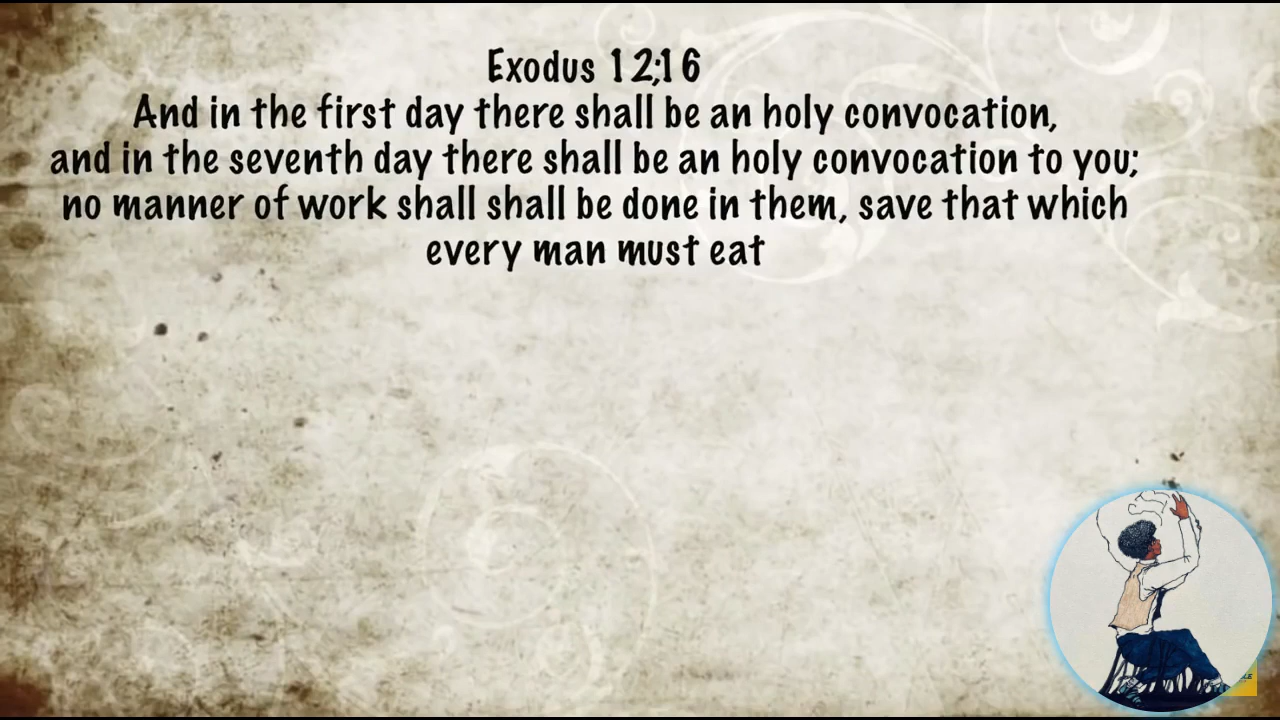 Exodus 12;16
And in the first day there shall be an holy convocation,
and in the seventh day there shall be an holy convocation to you;
no manner of work shall shall be done in them, save that which
every man must eat